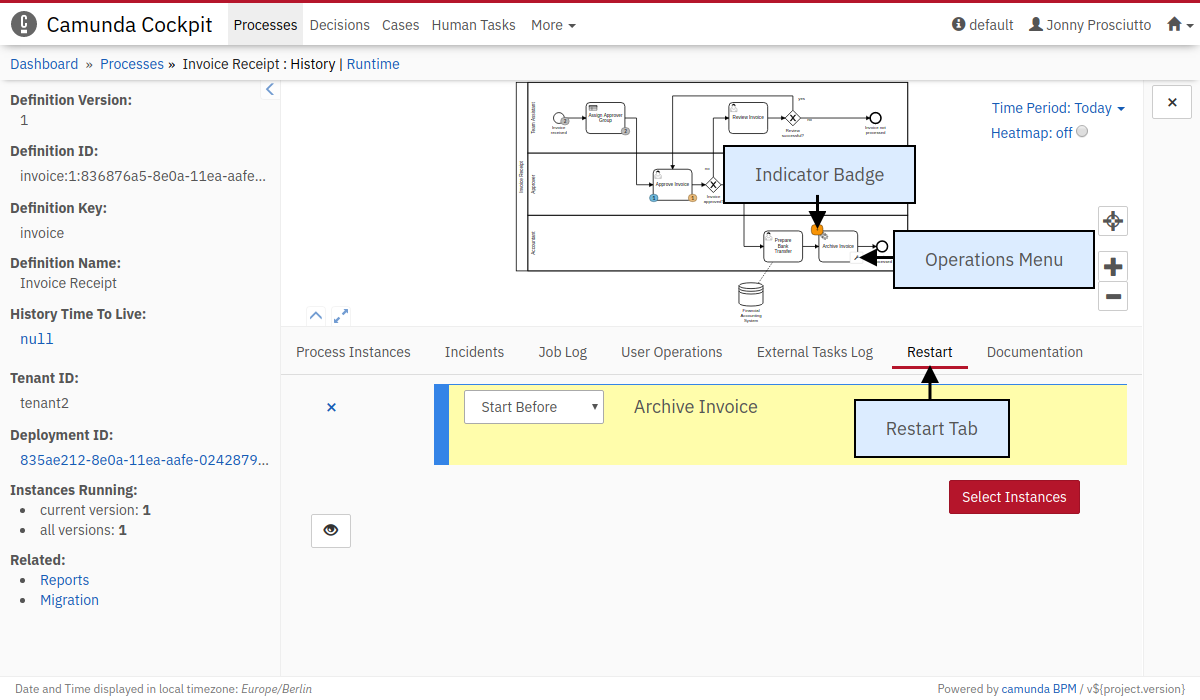 Camunda Cockpit
Processes
Decisions
Cases
Human Tasks
More
default
Jonny Prosciutto
Dashboard » Processes » Invoice Receipt : History | Runtime
Definition Version:
1
Definition ID:
invoice:1:836876a5-8e0a-11ea-aafe...
Definition Key:
invoice
Definition Name:
Invoice Receipt
History Time To Live:
null
Tenant ID:
tenant2
Deployment ID:
835ae212-8e0a-11ea-aafe-0242879...
Instances Running:
current version: 1
all versions: 1
Related:
Reports
Migration
Time Period: Today
Heatmap: off
Invoice Receipt
Team Assistant
Approver
Accountant
Invoice
received
Assign Approver
Group
Review Invoice
yes
no
Review
successful?
Invoice not
processed
Approve Invoice
no
Invoice
approved?
Prepare
Bank
Transfer
Archive Invoice
Financial
Accounting
System
Indicator Badge
Operations Menu
Process Instances
Incidents
Job Log
User Operations
External Tasks Log
Restart
Documentation
Start Before
Archive Invoice
Restart Tab
Select Instances
Date and Time displayed in local timezone: Europe/Berlin
Powered by camunda BPM / v${project.version}